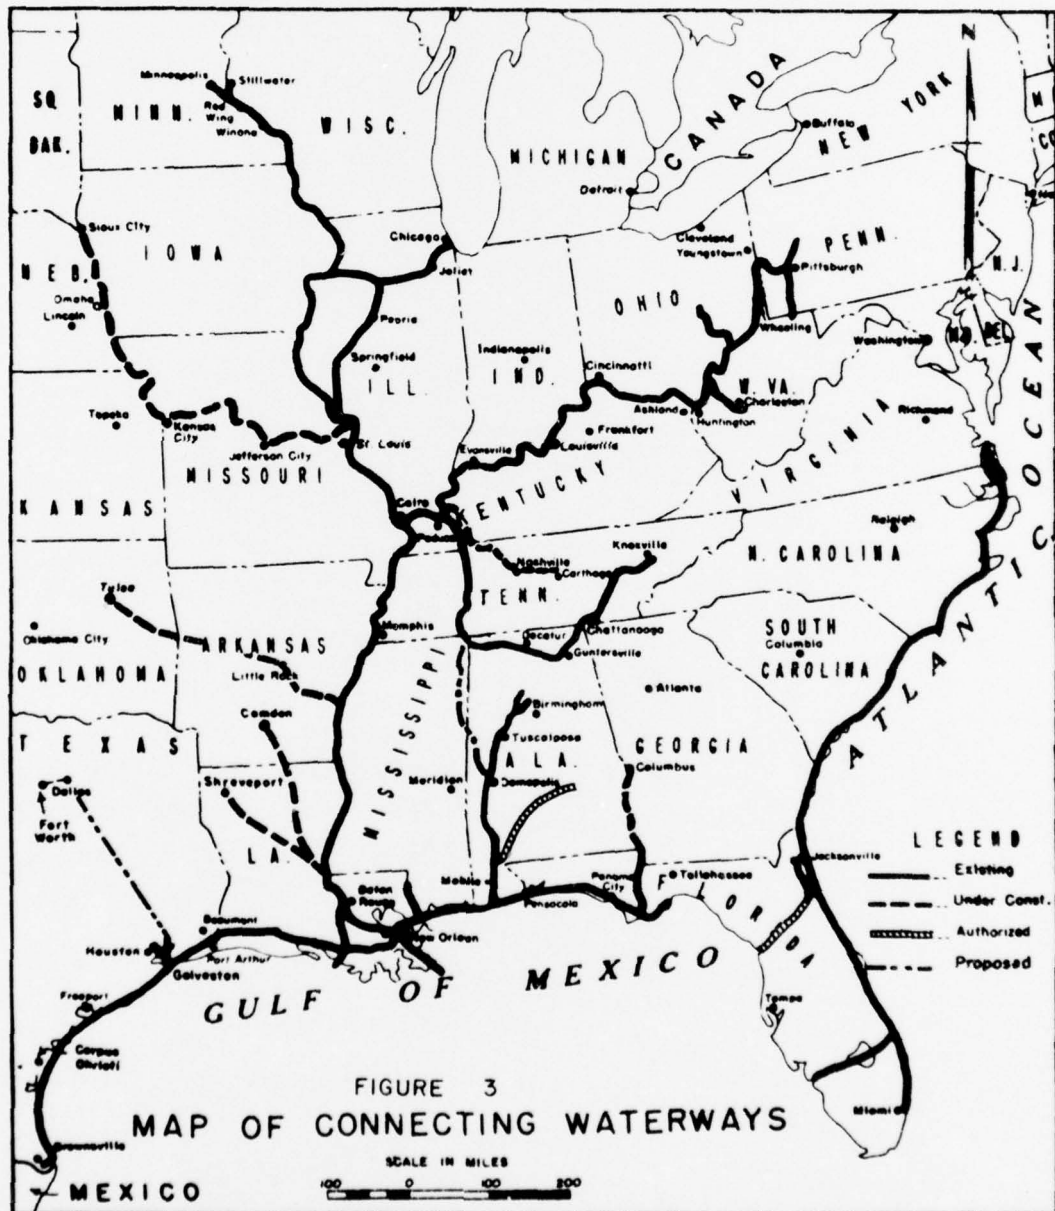 N
Minneapolis
Stillwater
SQ.
DAK.
MINN.
Red
Wing
Winona
WISC.
MICHIGAN
CANADA
Buffalo
NEW YORK
Detroit
Sioux City
IOWA
Chicago
Joliet
Cleveland
Youngstown
PENN.
Pittsburgh
N.J.
NEB.
Omaha
Lincoln
Peoria
OHIO
Wheeling
Washington
MD.
DEL.
Springfield
ILL.
Indianapolis
IND.
Cincinnatti
W. VA.
Charleston
Topeka
Kansas
City
Jefferson City
St. Louis
Evansville
Louisville
Frankfort
Ashland
Huntington
Richmond
MISSOURI
KENTUCKY
VIRGINIA
KANSAS
Cairo
Paducah
Raleigh
N. CAROLINA
Nashville
Carthage
Knoxville
TENN.
Tulsa
Oklahoma City
OKLAHOMA
ARKANSAS
Little Rock
Memphis
Decatur
Chattanooga
Guntersville
SOUTH
Columbia
CAROLINA
Atlanta
ATLANTIC OCEAN
Camden
MISSISSIPPI
Birmingham
Tuscaloosa
ALA.
GEORGIA
Columbus
TEXAS
Shreveport
Meridian
Demopolis
Dallas
Fort
Worth
LA.
LEGEND
Existing
Under Const.
Authorized
Proposed
Jacksonville
Baton
Rouge
Mobile
Pensacola
Panama
City
Tallahassee
FLORIDA
Beaumont
New Orlean
Houston
Port Arthur
Galveston
GULF OF MEXICO
Freeport
Tampa
Corpus
Christi
Miami
Brownsville
MEXICO
FIGURE 3
MAP OF CONNECTING WATERWAYS
SCALE IN MILES
100 0 100 200